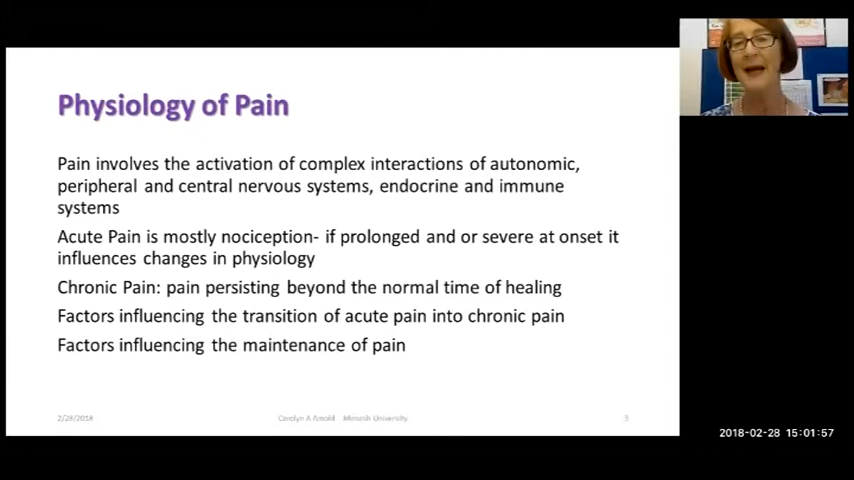 Physiology of Pain
Pain involves the activation of complex interactions of autonomic,
peripheral and central nervous systems, endocrine and immune
systems
Acute Pain is mostly nociception- if prolonged and or severe at onset it
influences changes in physiology
Chronic Pain: pain persisting beyond the normal time of healing
Factors influencing the transition of acute pain into chronic pain
Factors influencing the maintenance of pain
2/28/2018
Carolyn A Arnold Monash University
3
2018-02-28 15:01:57